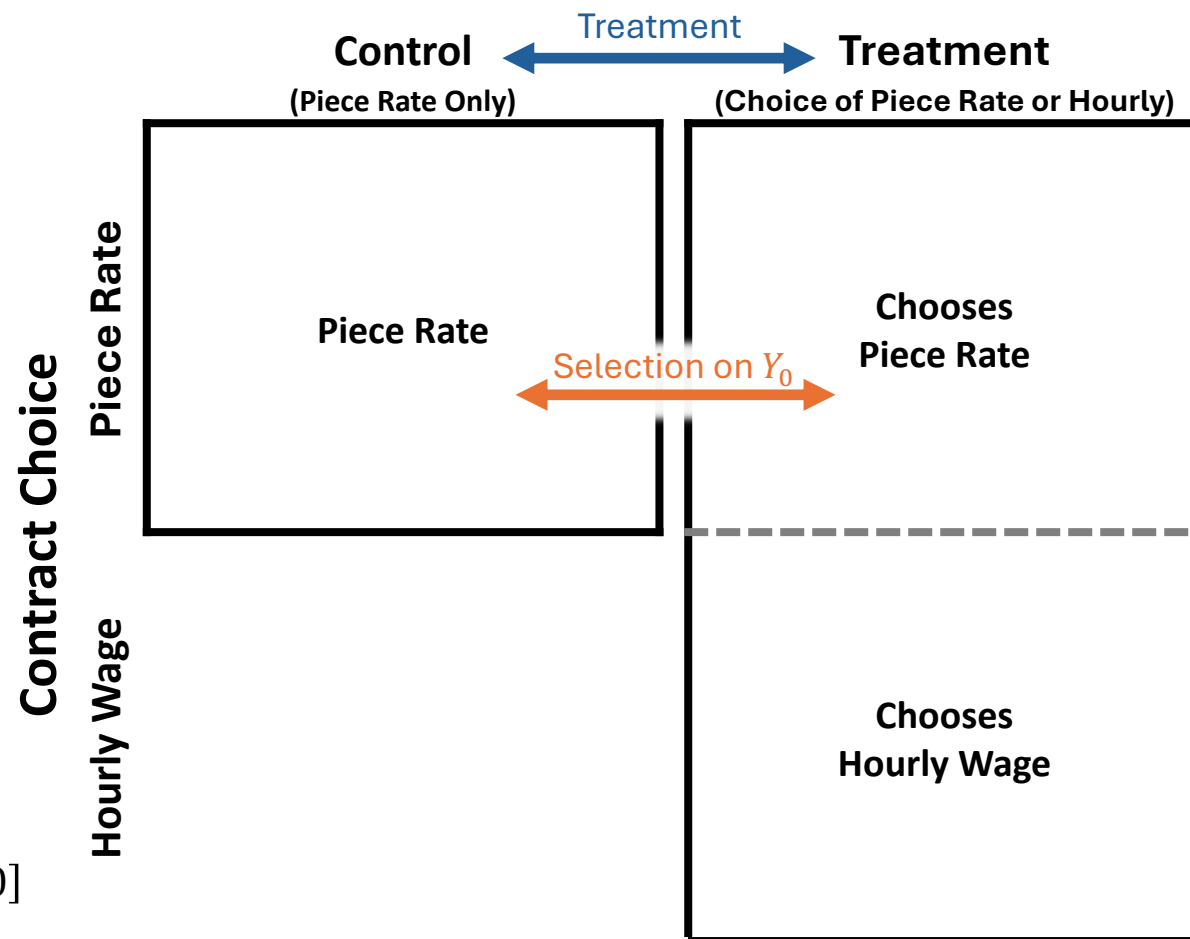 Treatment
Control
Treatment
(Piece Rate Only)
(Choice of Piece Rate or Hourly)
Contract Choice
Piece Rate
Hourly Wage
Piece Rate
Chooses
Piece Rate
Selection on Y₀
Chooses
Hourly Wage
0]